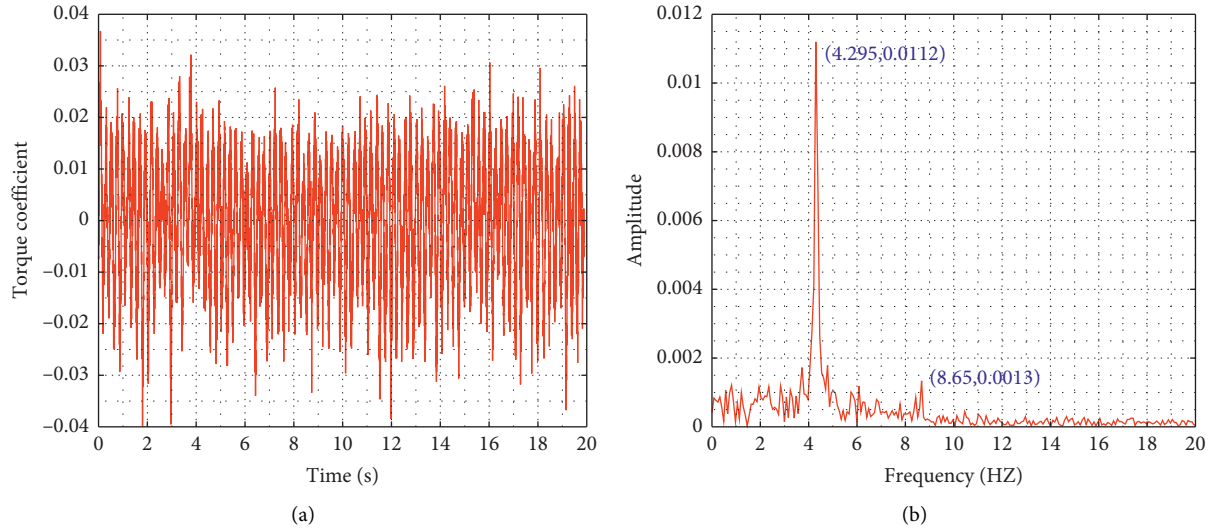 0.04
0.03
0.02
0.01
0
−0.01
−0.02
−0.03
−0.04
Torque coefficient
0 2 4 6 8 10 12 14 16 18 20
Time (s)
(a)
0.012
0.01
0.008
0.006
0.004
0.002
0
Amplitude
(4.295,0.0112)
(8.65,0.0013)
0 2 4 6 8 10 12 14 16 18 20
Frequency (HZ)
(b)